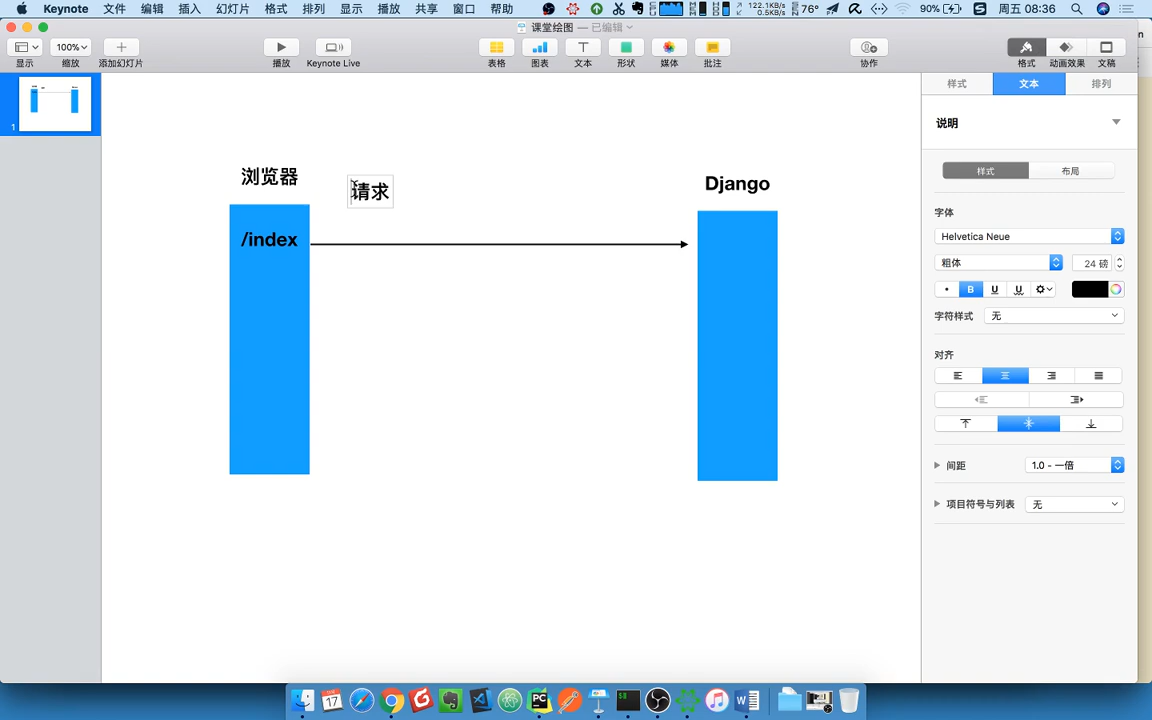 Keynote 文件 编辑 插入 幻灯片 格式 排列 显示 播放 共享 窗口 帮助 122.1KB/s 0.5KB/s 76° 90% 周五 08:36
课堂绘图 — 已编辑
100%
显示 缩放 添加幻灯片 播放 Keynote Live 表格 图表 文本 形状 媒体 批注 协作 格式 动画效果 文稿
样式 文本 排列
说明
样式 布局
字体
Helvetica Neue
粗体 24 磅
B U U
字符样式 无
对齐
间距 1.0 - 一倍
项目符号与列表 无
1
浏览器
请求
Django
/index
17
PC